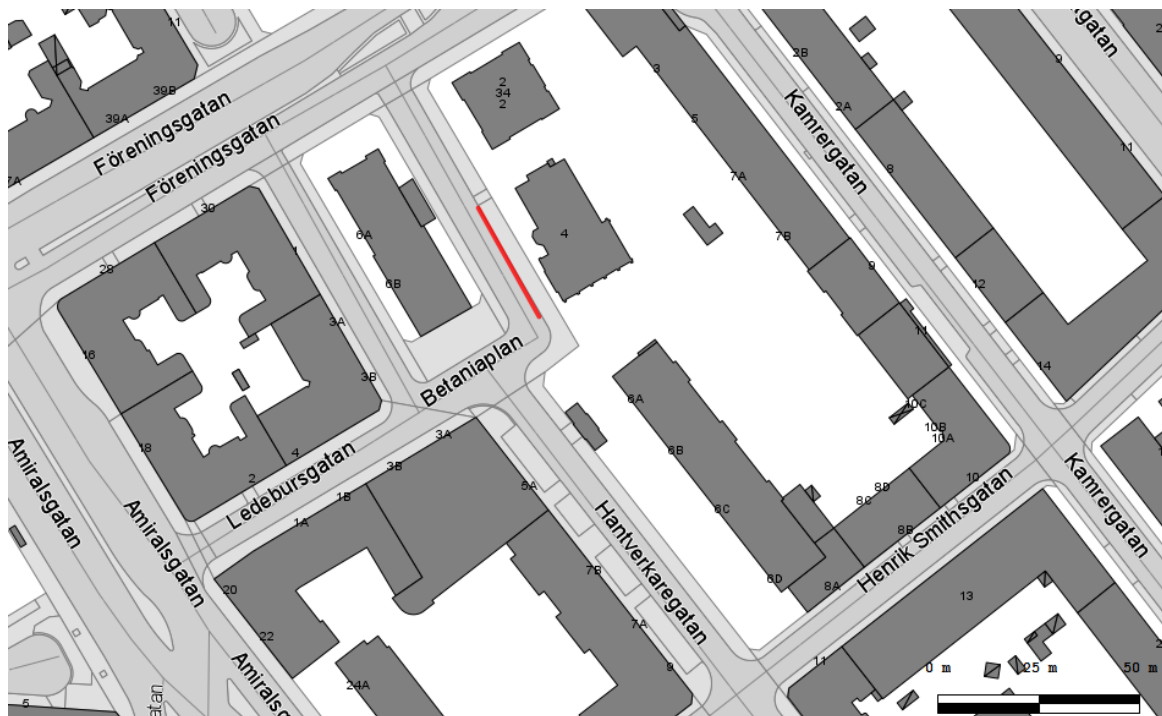 11
39B
39A
7A
Föreningsgatan
Föreningsgatan
30
28
1
3A
3B
16
18
2
4
6A
6B
2
34
2
4
3
5
7A
7B
9
11
2B
2A
8
12
14
9
11
Kamrergatan
Kamrergatan
Betaniaplan
Ledebursgatan
3A
3B
1B
1A
20
22
24A
5
Amiralsgatan
Amiralsgatan
5A
7B
7A
9
Hantverkaregatan
6A
6B
6C
6D
10C
10B
10A
10
8D
8C
8B
8A
Henrik Smithsgatan
13
11
0 m
25 m
50 m